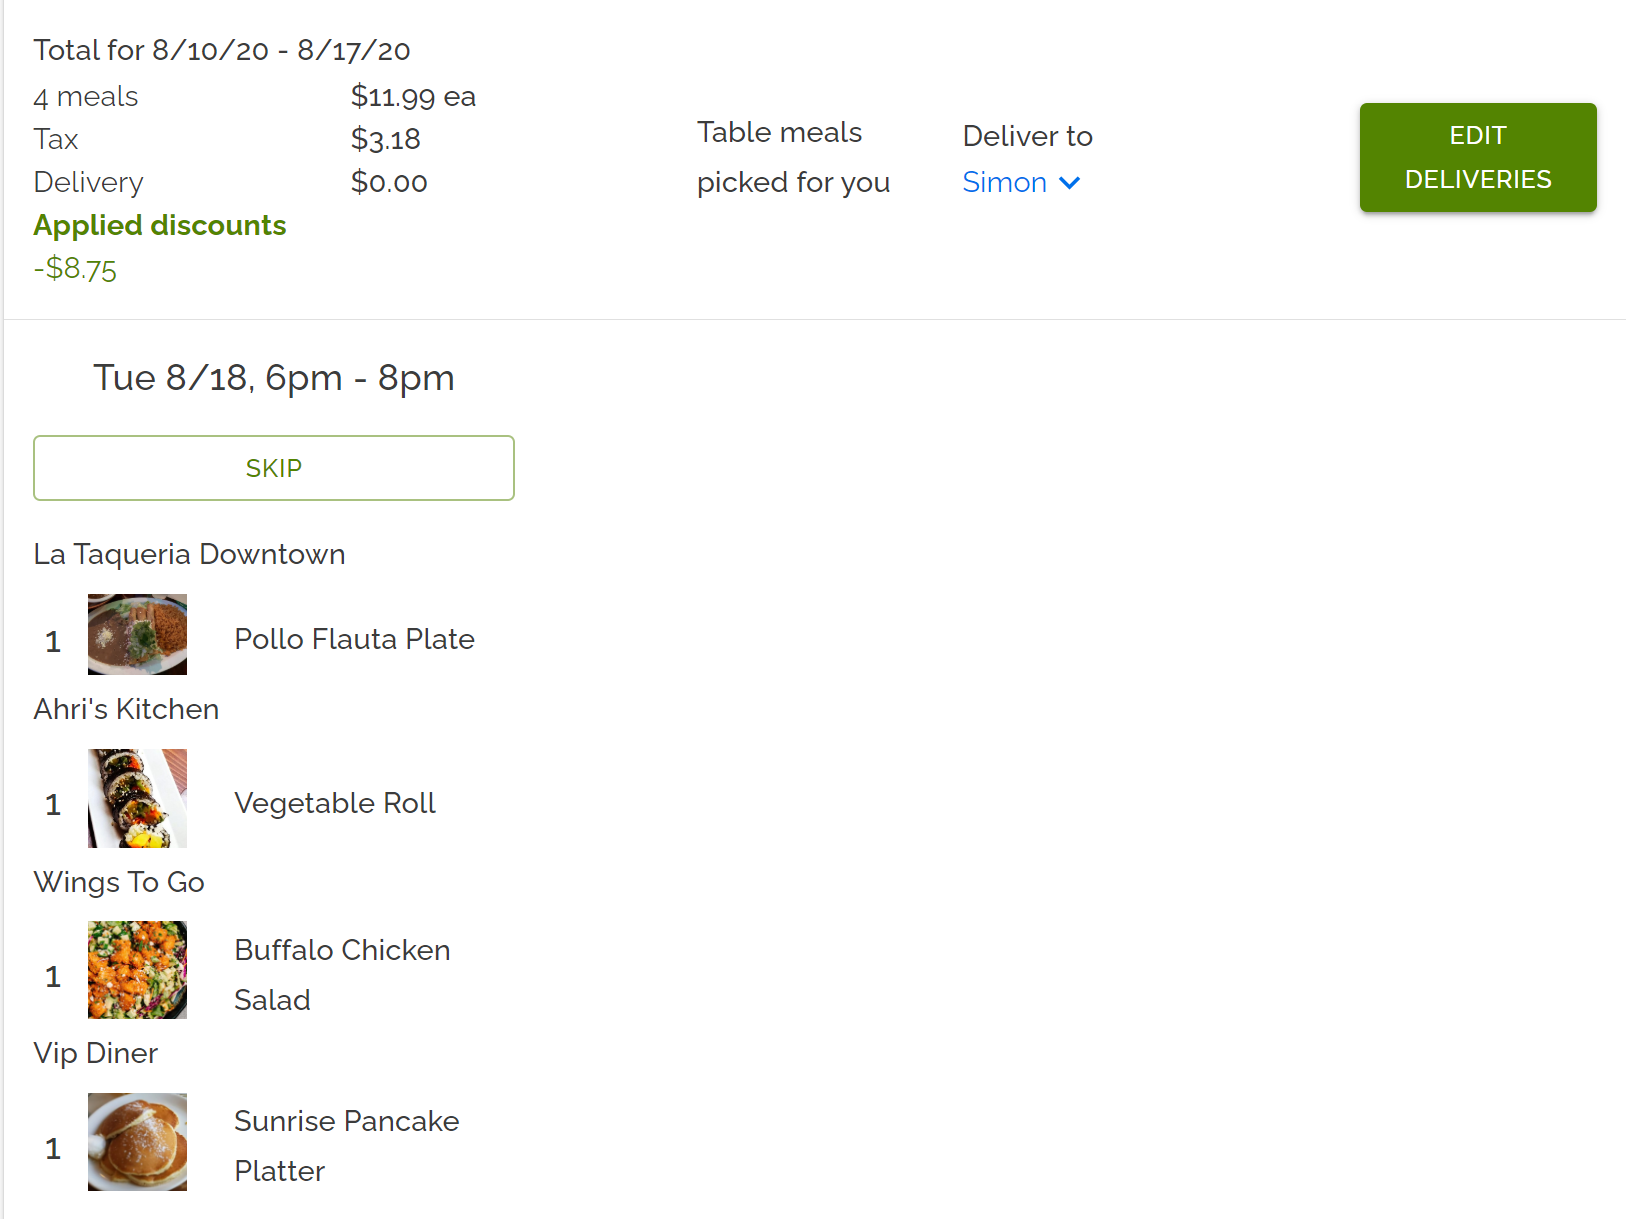 Total for 8/10/20 - 8/17/20
4 meals $11.99 ea
Tax $3.18
Delivery $0.00
Applied discounts
-$8.75
Table meals
picked for you
Deliver to
Simon
EDIT
DELIVERIES
Tue 8/18, 6pm - 8pm
SKIP
La Taqueria Downtown
1 Pollo Flauta Plate
Ahri's Kitchen
1 Vegetable Roll
Wings To Go
1 Buffalo Chicken
Salad
Vip Diner
1 Sunrise Pancake
Platter